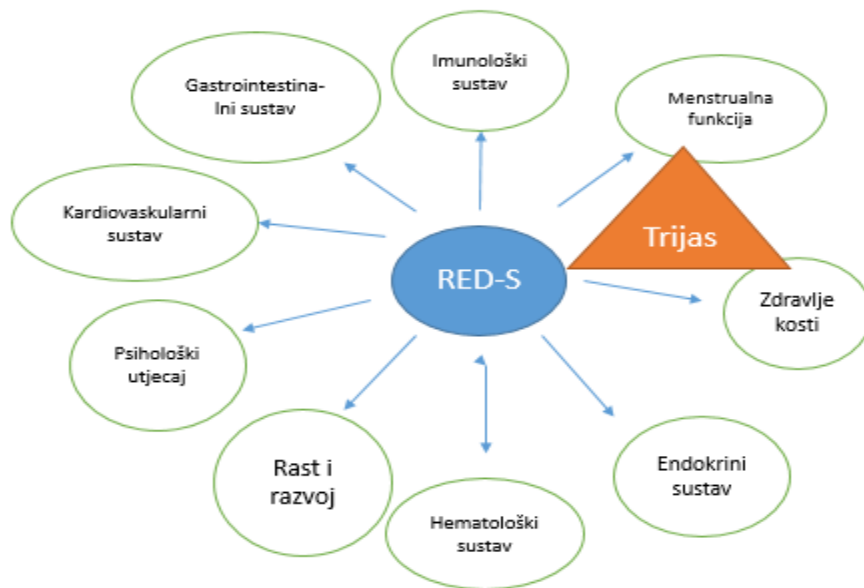 Imunološki
sustav
Gastrointestina-
lni sustav
Menstrualna
funkcija
Kardiovaskularni
sustav
Trijas
RED-S
Zdravlje
kosti
Psihološki
utjecaj
Rast i
razvoj
Endokrini
sustav
Hematološki
sustav